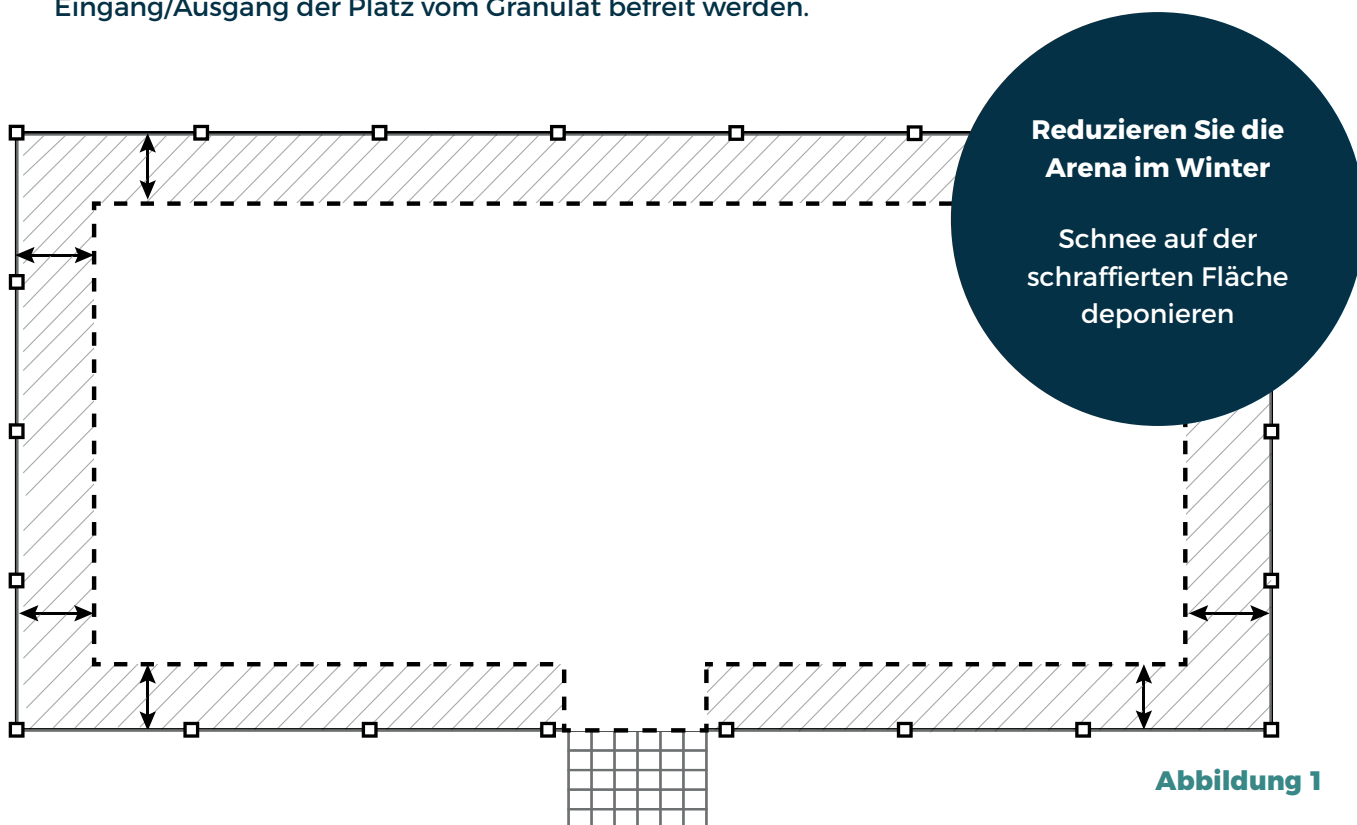 Eingang/Ausgang der Platz vom Granulat befreit werden.
Reduzieren Sie die
Arena im Winter
Schnee auf der
schraffierten Fläche
deponieren
Abbildung 1